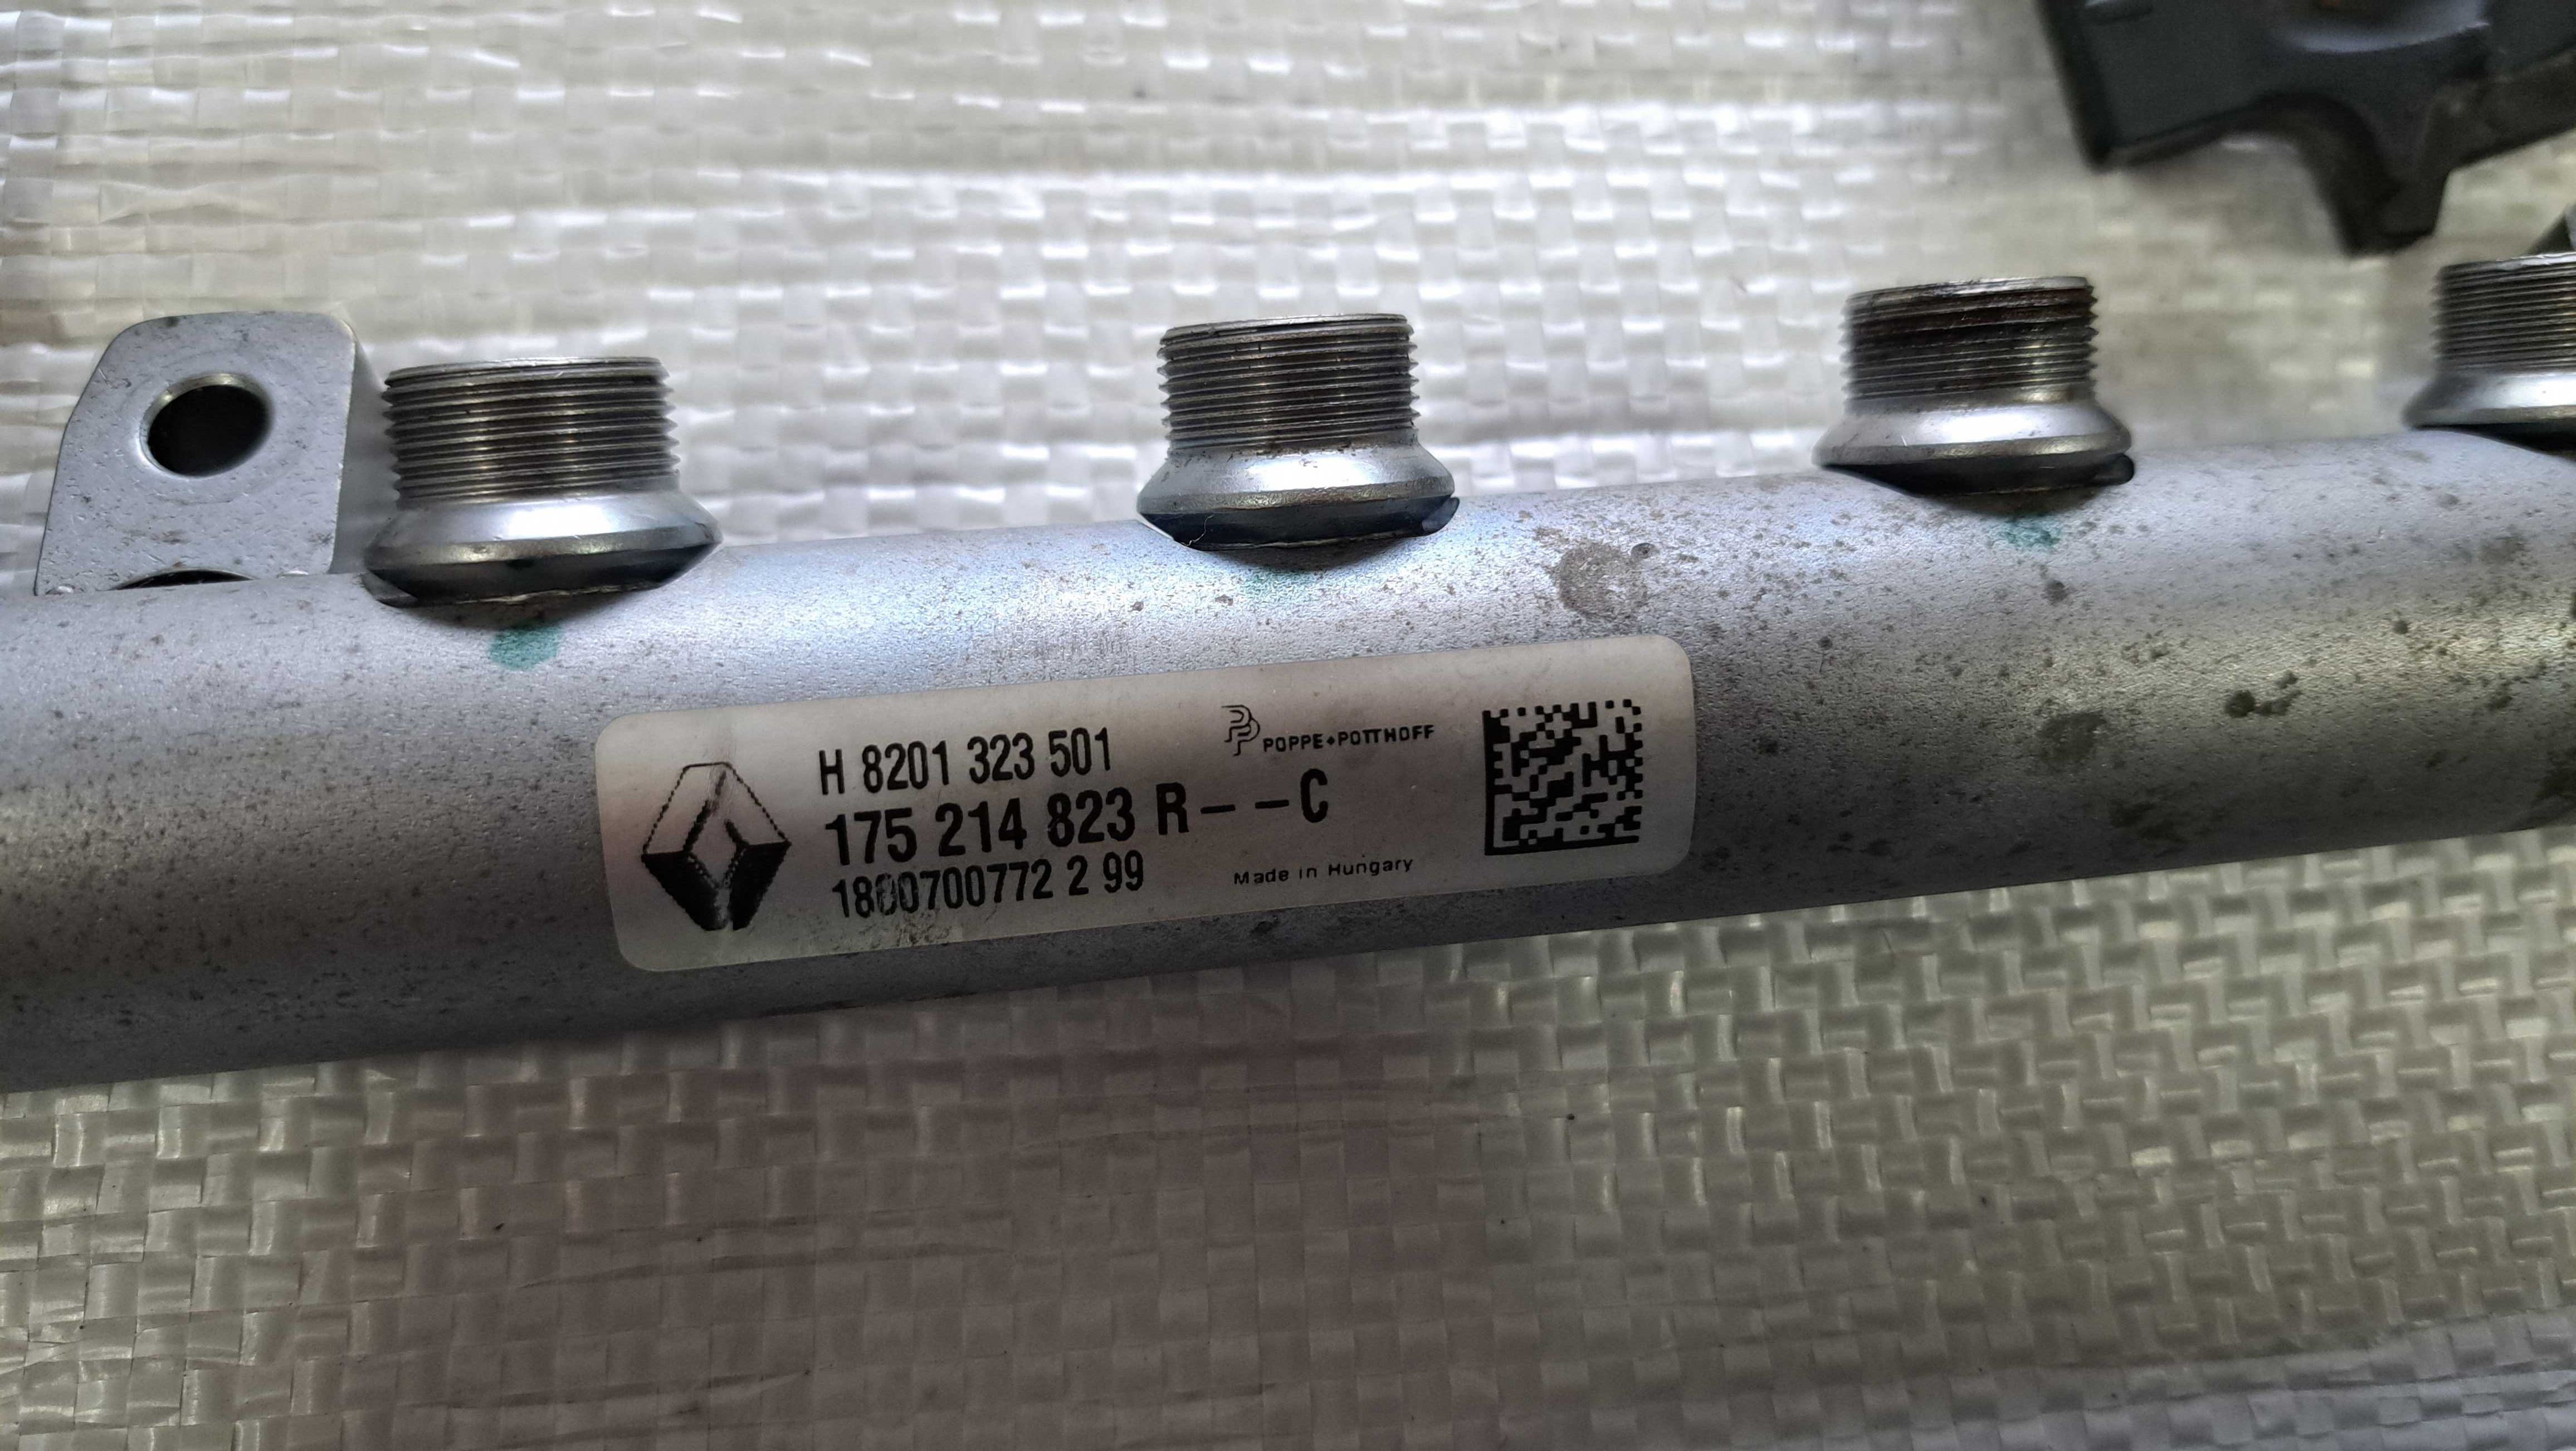 H 8201 323 501
POPPE+POTTHOFF
175 214 823 R--C
1800700772 2 99
Made in Hungary